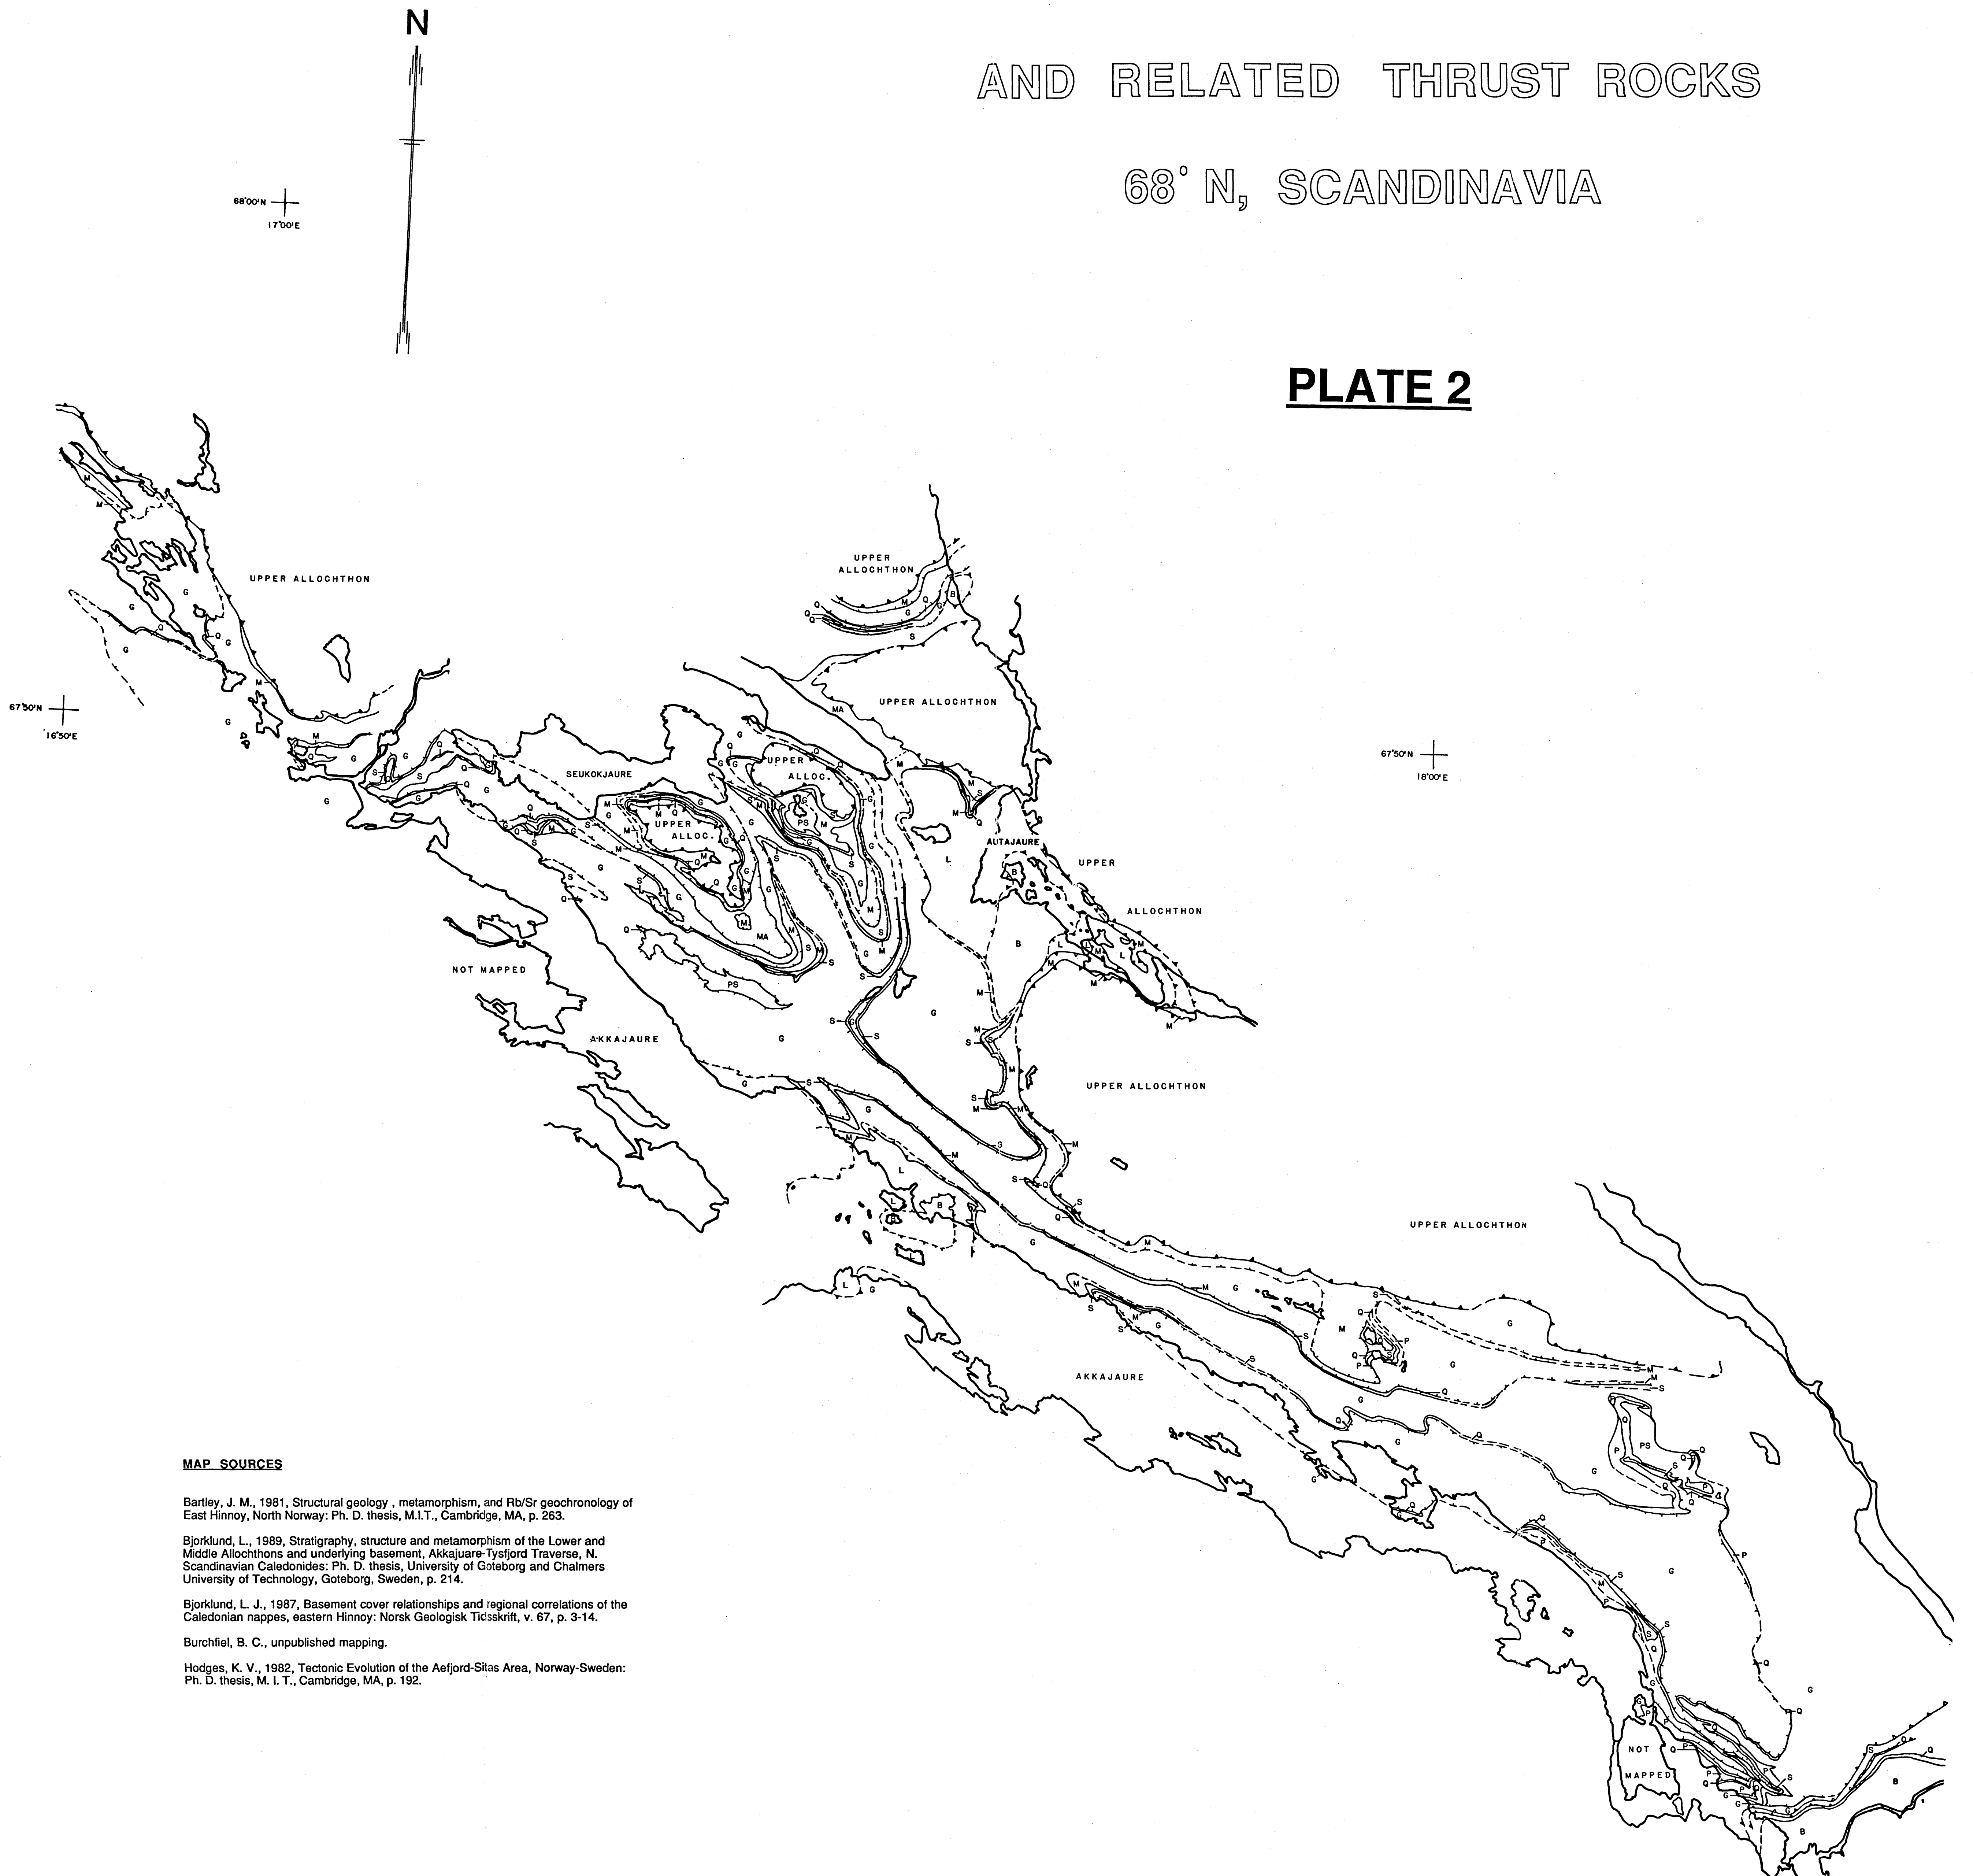 N
AND RELATED THRUST ROCKS
68° N, SCANDINAVIA
68°00'N
17°00'E
PLATE 2
UPPER
ALLOCHTHON
UPPER ALLOCHTHON
67°50'N
16°50'E
UPPER ALLOCHTHON
MA
67°50'N
18°00'E
SEUKOKJAURE
UPPER
ALLOC.
PS
UPPER
ALLOC.
AUTAJAURE
UPPER
ALLOCHTHON
MA
NOT MAPPED
PS
AKKAJAURE
UPPER ALLOCHTHON
UPPER ALLOCHTHON
AKKAJAURE
PS
NOT
MAPPED
MAP SOURCES
Bartley, J. M., 1981, Structural geology , metamorphism, and Rb/Sr geochronology of
East Hinnoy, North Norway: Ph. D. thesis, M.I.T., Cambridge, MA, p. 263.
Bjorklund, L., 1989, Stratigraphy, structure and metamorphism of the Lower and
Middle Allochthons and underlying basement, Akkajuare-Tysfjord Traverse, N.
Scandinavian Caledonides: Ph. D. thesis, University of Goteborg and Chalmers
University of Technology, Goteborg, Sweden, p. 214.
Bjorklund, L. J., 1987, Basement cover relationships and regional correlations of the
Caledonian nappes, eastern Hinnoy: Norsk Geologisk Tidsskrift, v. 67, p. 3-14.
Burchfiel, B. C., unpublished mapping.
Hodges, K. V., 1982, Tectonic Evolution of the Aefjord-Sitas Area, Norway-Sweden:
Ph. D. thesis, M. I. T., Cambridge, MA, p. 192.